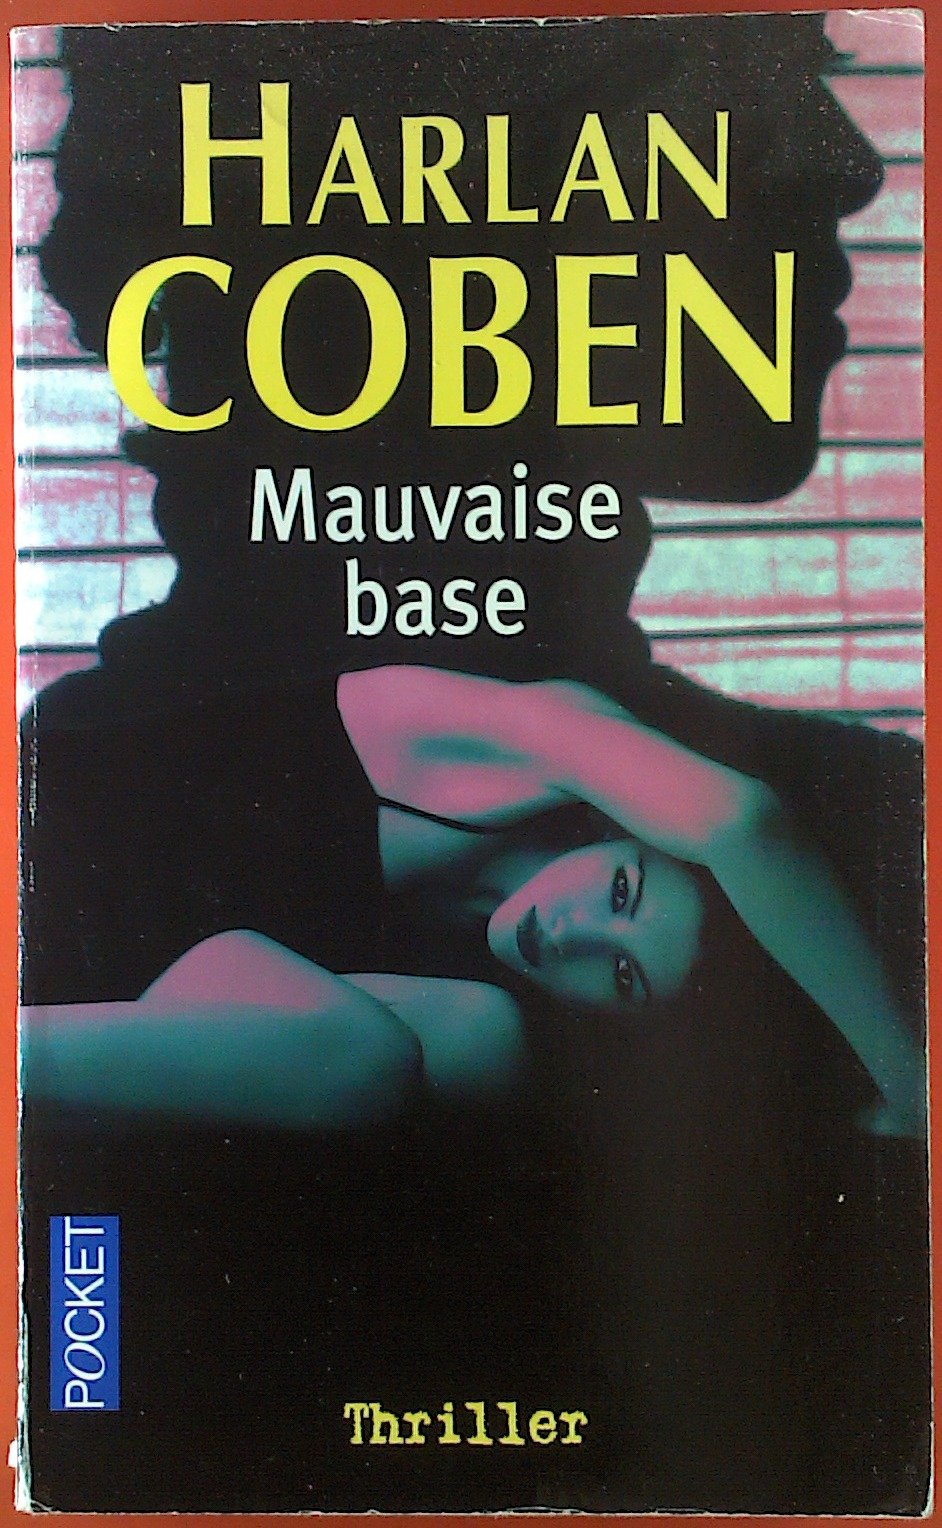 HARLAN
COBEN
Mauvaise
base
POCKET
Thriller